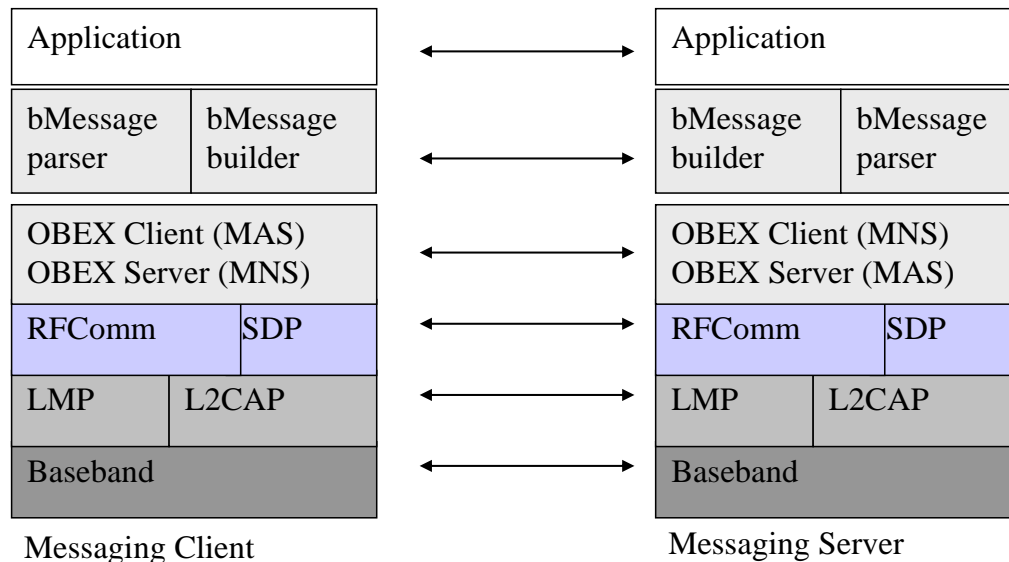 Application
bMessage
parser
bMessage
builder
OBEX Client (MAS)
OBEX Server (MNS)
RFComm
SDP
LMP
L2CAP
Baseband
Messaging Client
Application
bMessage
builder
bMessage
parser
OBEX Client (MNS)
OBEX Server (MAS)
RFComm
SDP
LMP
L2CAP
Baseband
Messaging Server